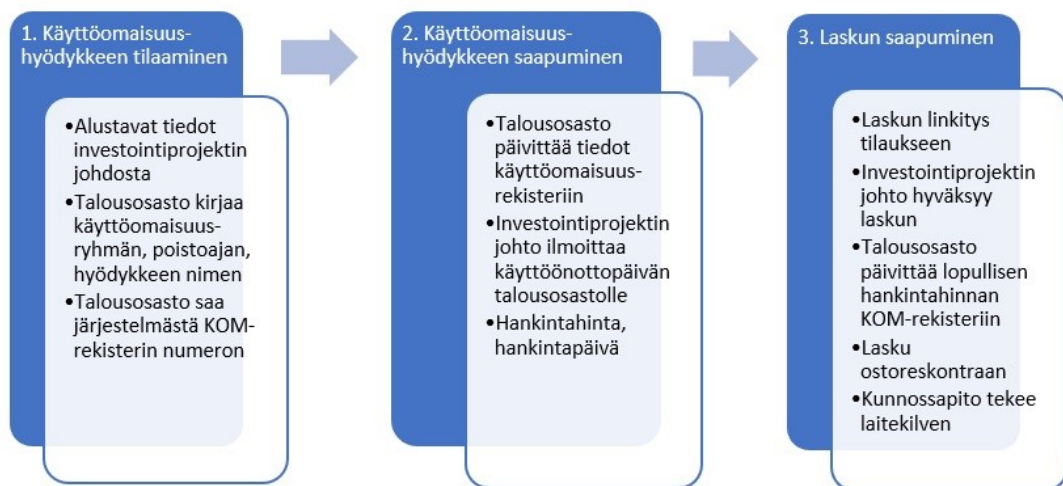 1. Käyttöomaisuus-
hyödykkeen tilaaminen
•Alustavat tiedot
investointiprojektin
johdosta
•Talousosasto kirjaa
käyttöomaisuus-
ryhmän, poistoajan,
hyödykkeen nimen
•Talousosasto saa
järjestelmästä KOM-
rekisterin numeron
2. Käyttöomaisuus-
hyödykkeen saapuminen
•Talousosasto
päivittää tiedot
käyttöomaisuus-
rekisteriin
•Investointiprojektin
johto ilmoittaa
käyttöönottopäivän
talousosastolle
•Hankintahinta,
hankintapäivä
3. Laskun saapuminen
•Laskun linkitys
tilaukseen
•Investointiprojektin
johto hyväksyy
laskun
•Talousosasto
päivittää lopullisen
hankintahinnan
KOM-rekisteriin
•Lasku
ostoreskontraan
•Kunnossapito tekee
laitekilven